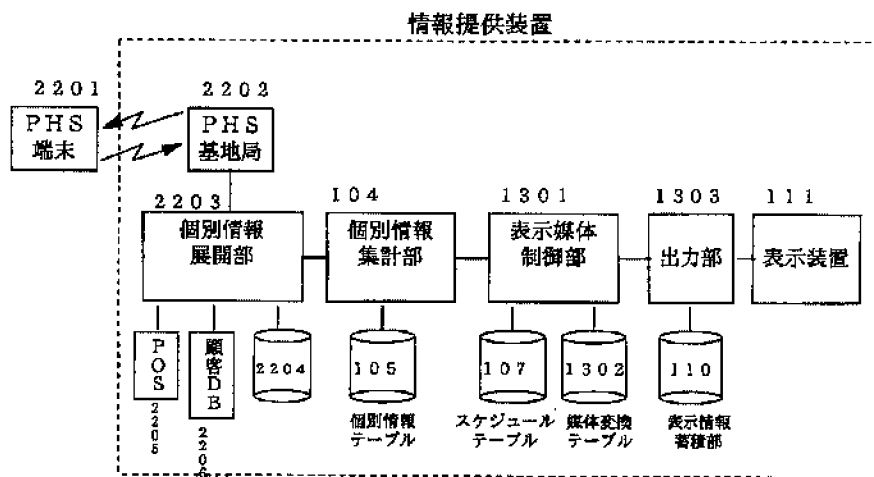 情報提供装置
2201
2202
PHS
端末
PHS
基地局
2203
104
1301
1303
111
個別情報
展開部
個別情報
集計部
表示媒体
制御部
出力部
表示装置
POS
顧客DB
2204
105
107
1302
110
2205
2206
個別情報
テーブル
スケジュール
テーブル
媒体変換
テーブル
表示情報
蓄積部